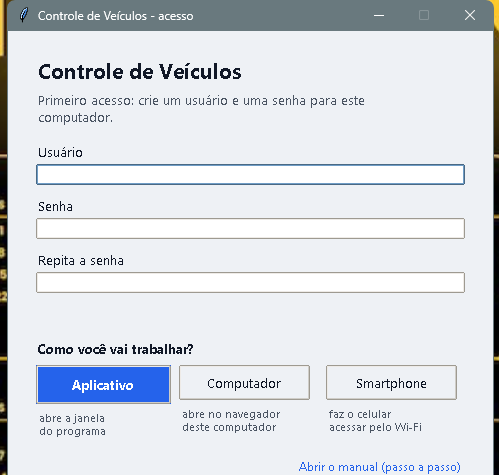 Controle de Veículos - acesso
Controle de Veículos
Primeiro acesso: crie um usuário e uma senha para este
computador.
Usuário
Senha
Repita a senha
Como você vai trabalhar?
Aplicativo
Computador
Smartphone
abre a janela
do programa
abre no navegador
deste computador
faz o celular
acessar pelo Wi-Fi
Abrir o manual (passo a passo)